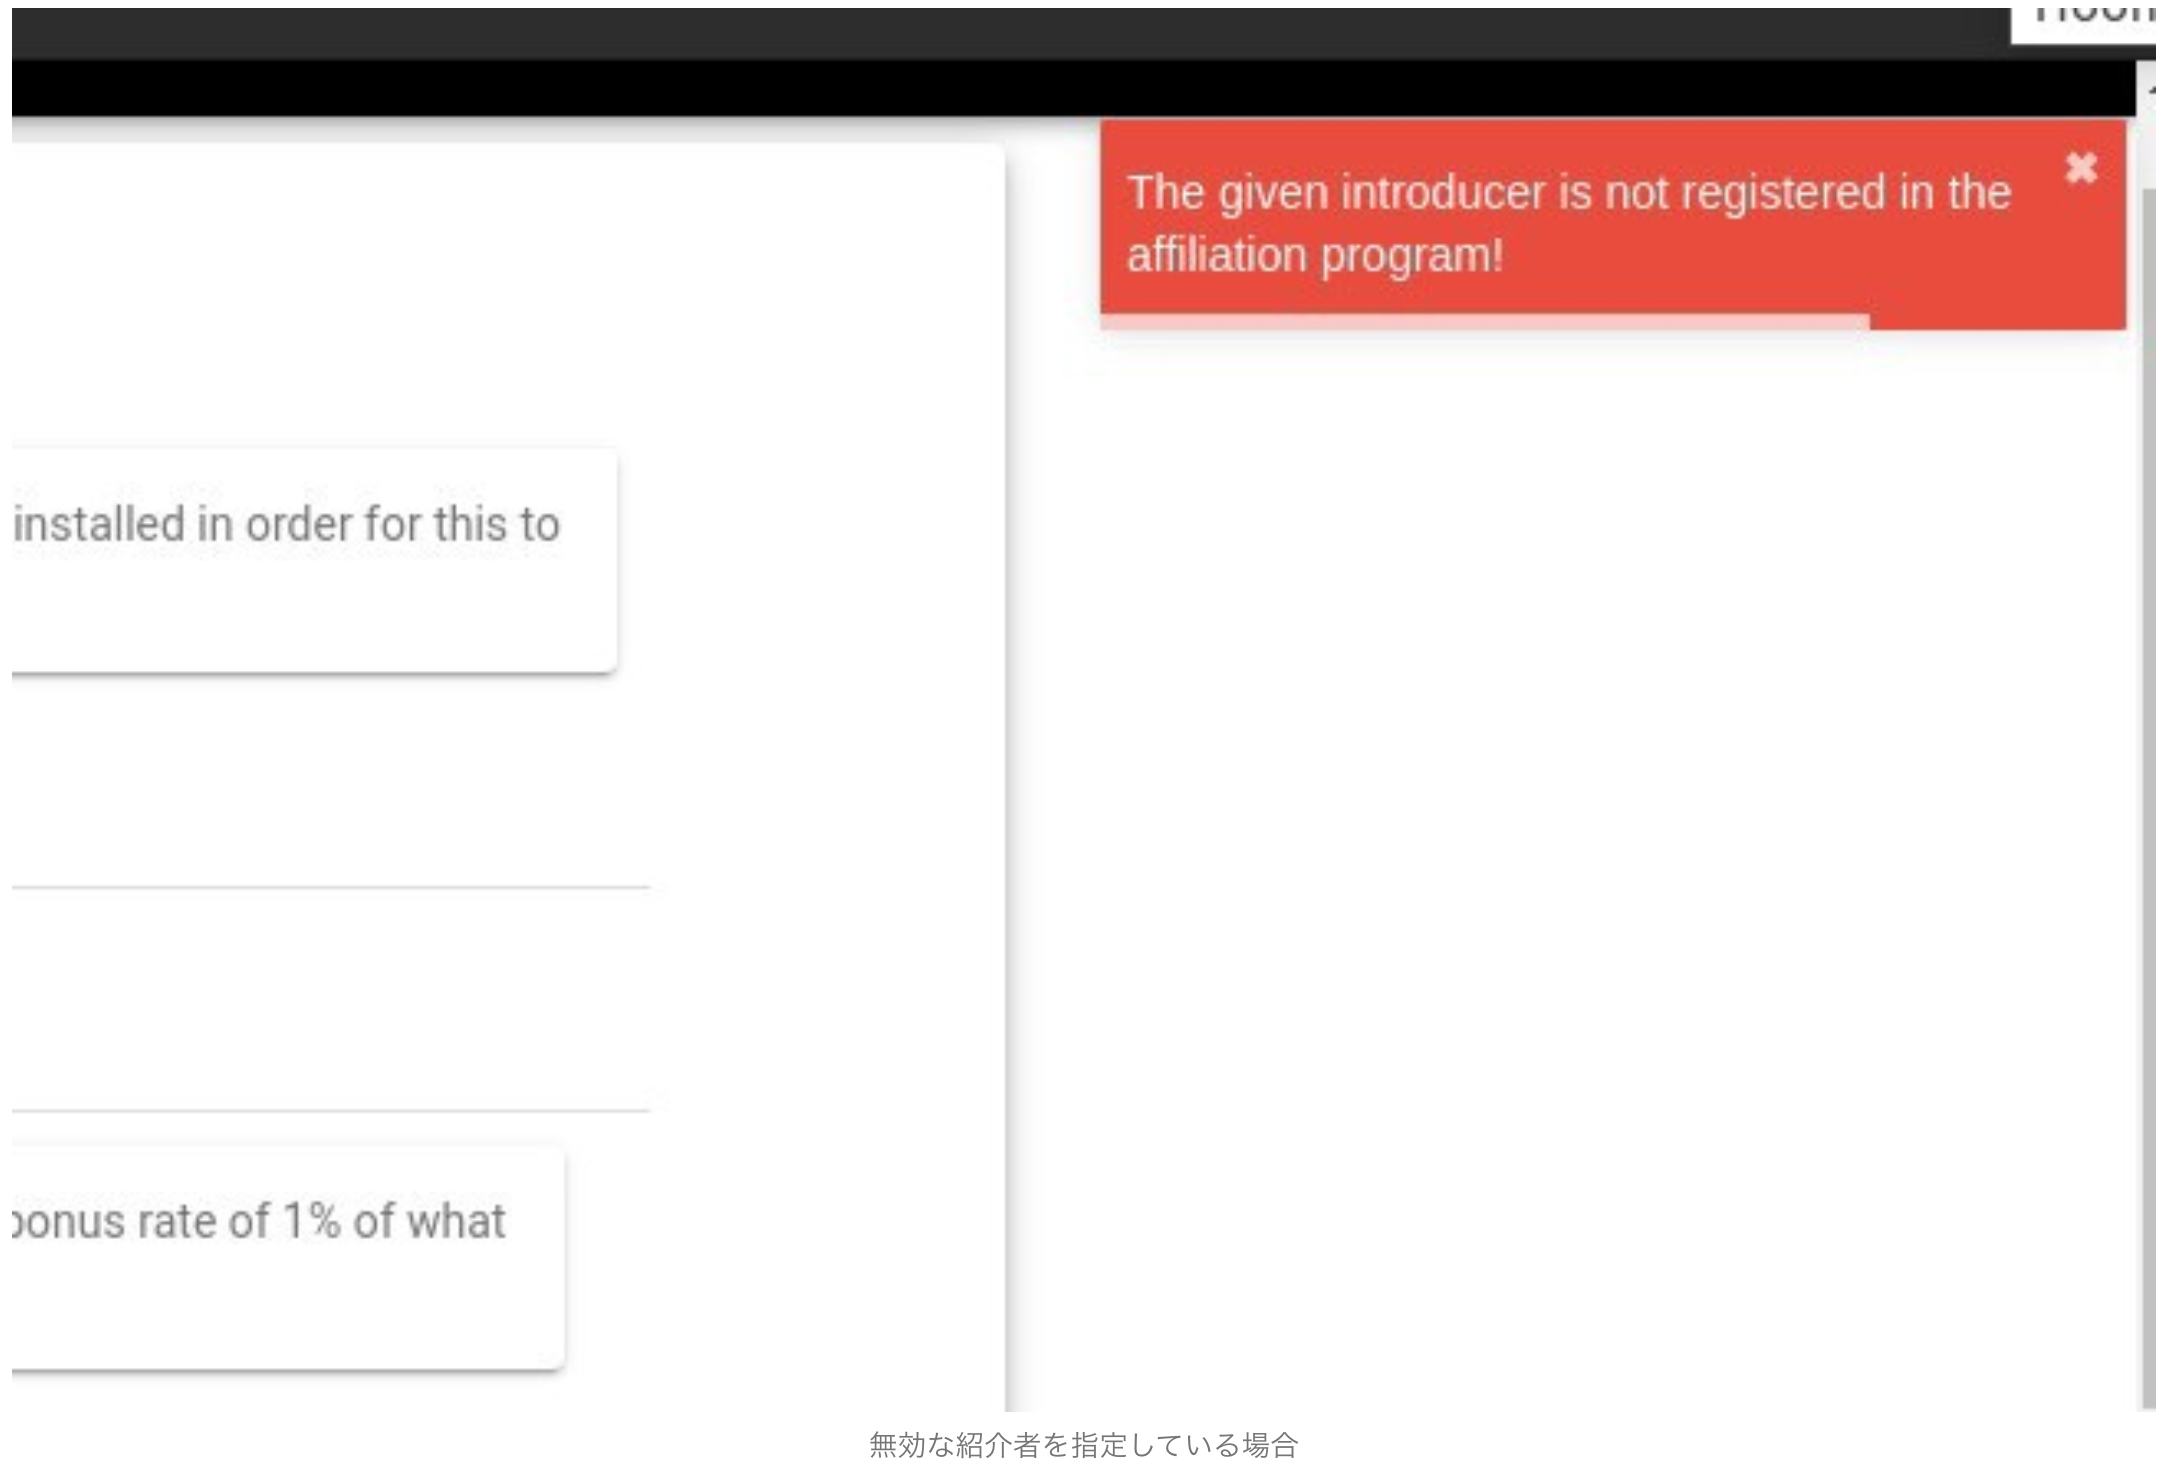 The given introducer is not registered in the
affiliation program!
installed in order for this to
bonus rate of 1% of what
無効な紹介者を指定している場合